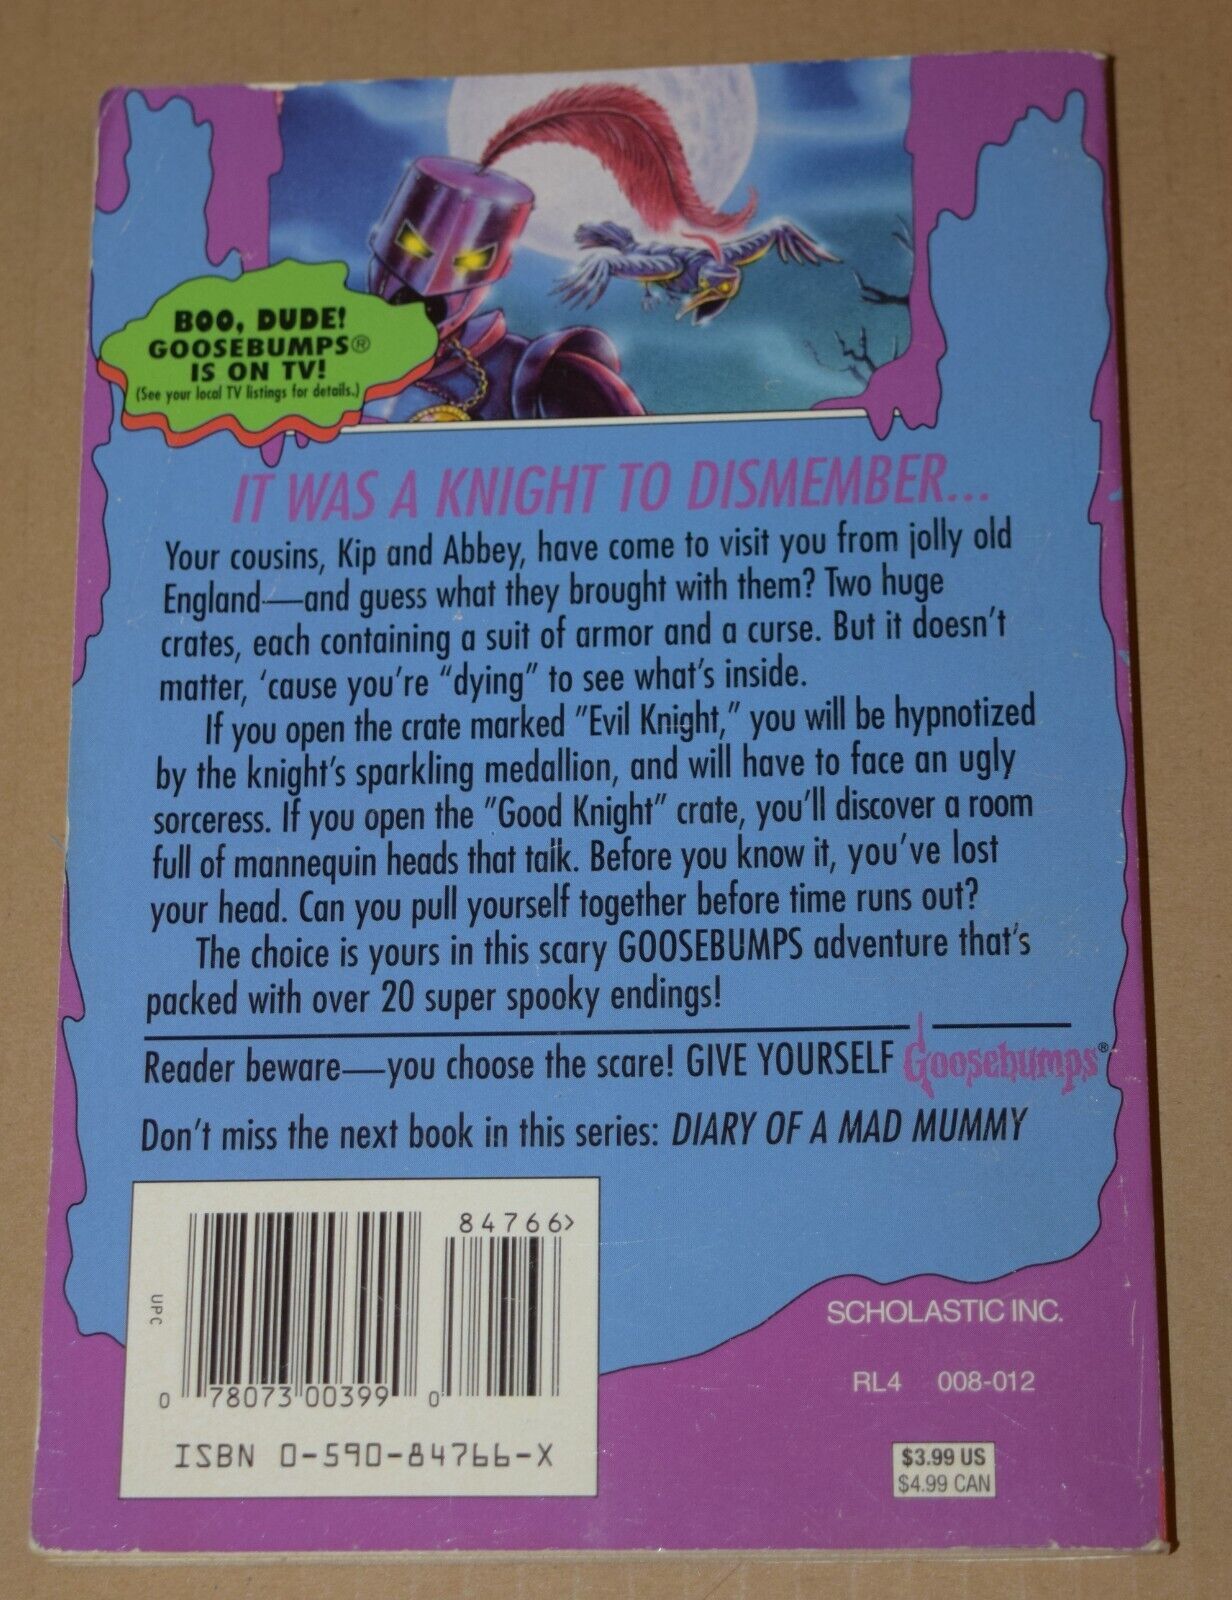 BOO, DUDE!
GOOSEBUMPS®
IS ON TV!
(See your local TV listings for details.)
IT WAS A KNIGHT TO DISMEMBER...
Your cousins, Kip and Abbey, have come to visit you from jolly old
England—and guess what they brought with them? Two huge
crates, each containing a suit of armor and a curse. But it doesn't
matter, 'cause you're "dying" to see what's inside.
If you open the crate marked "Evil Knight," you will be hypnotized
by the knight's sparkling medallion, and will have to face an ugly
sorceress. If you open the "Good Knight" crate, you'll discover a room
full of mannequin heads that talk. Before you know it, you've lost
your head. Can you pull yourself together before time runs out?
The choice is yours in this scary GOOSEBUMPS adventure that's
packed with over 20 super spooky endings!
Reader beware—you choose the scare! GIVE YOURSELF Goosebumps®
Don't miss the next book in this series: DIARY OF A MAD MUMMY
84766>
UPC
0 78073 00399 0
ISBN 0-590-84766-X
SCHOLASTIC INC.
RL4 008-012
$3.99 US
$4.99 CAN